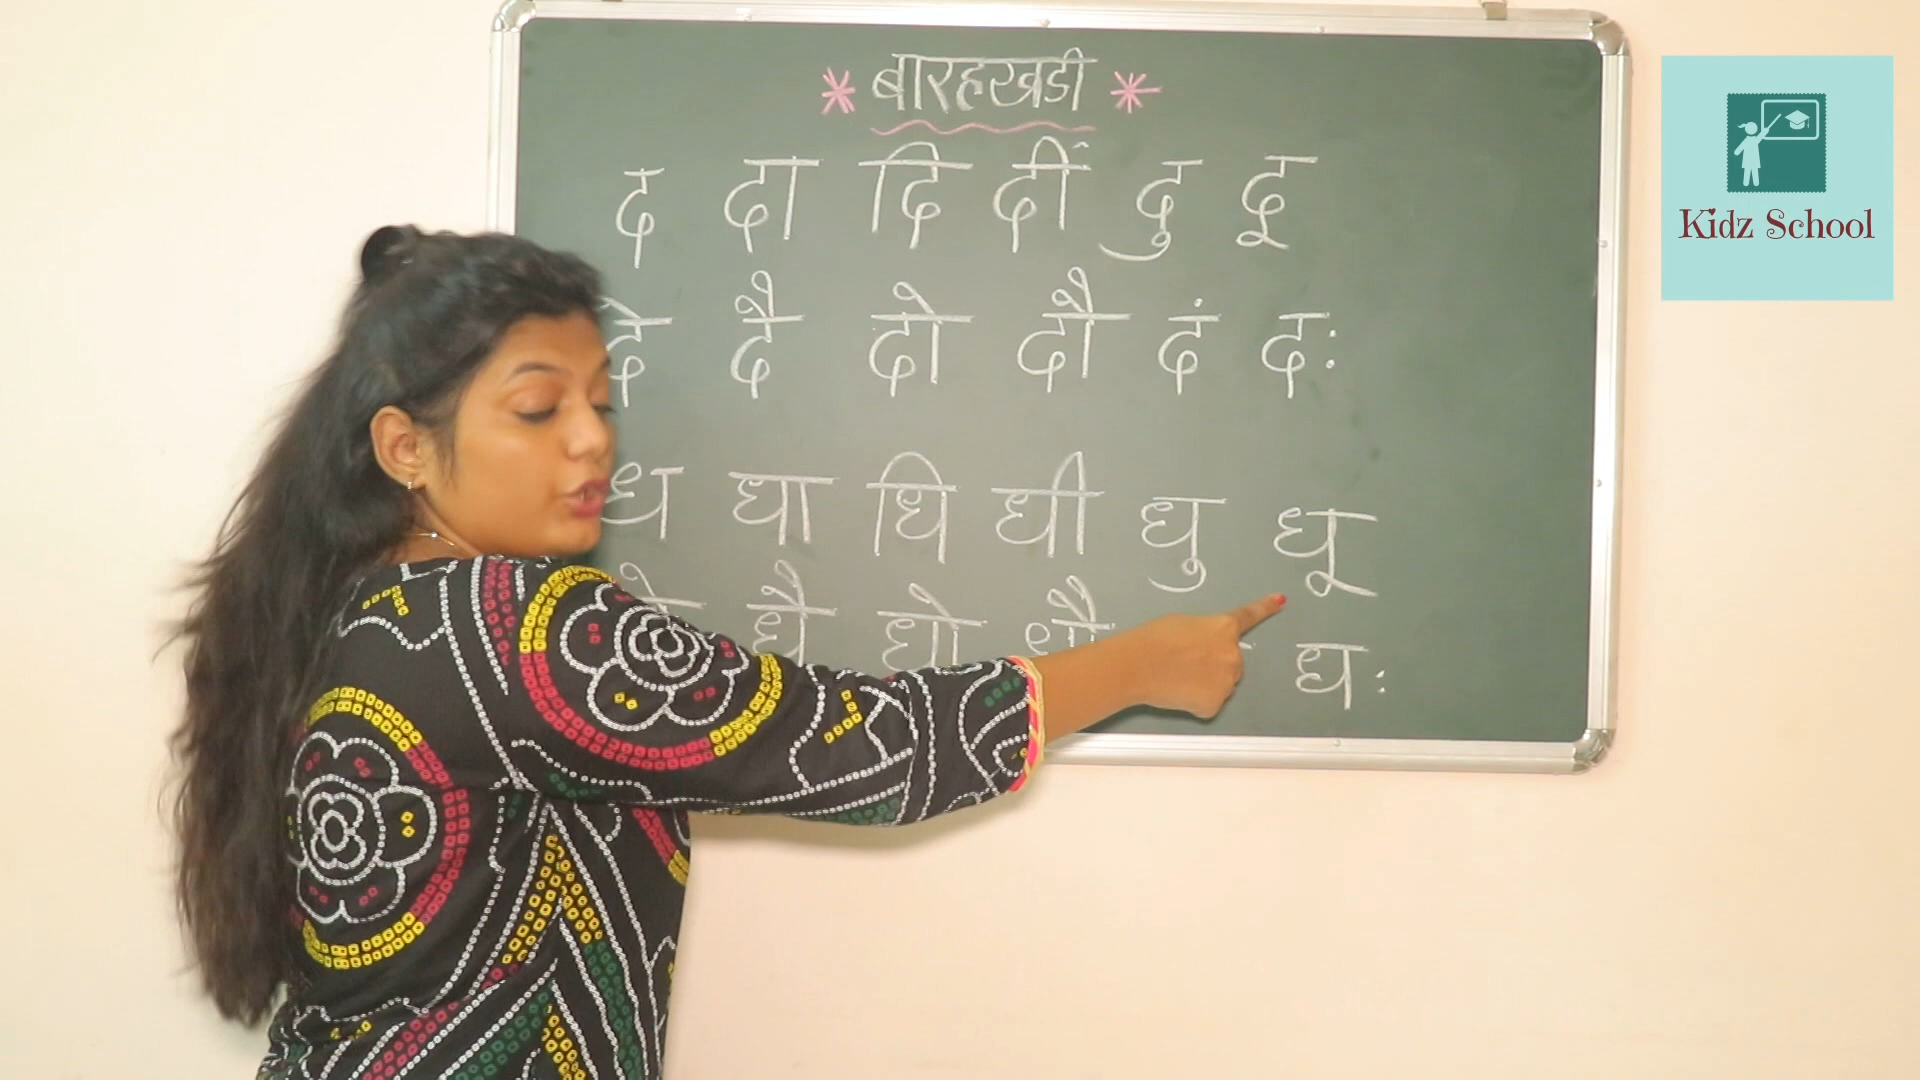 * बारहखडी *
द दा दि दीं दु दू
दे दै दो दौ दं दः
ध धा धि धी धु धू
धै धो धौ धः
Kidz School